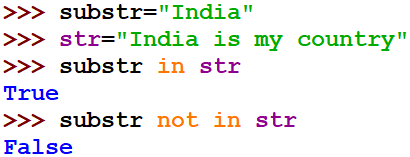 >>> substr="India"
>>> str="India is my country"
>>> substr in str
True
>>> substr not in str
False